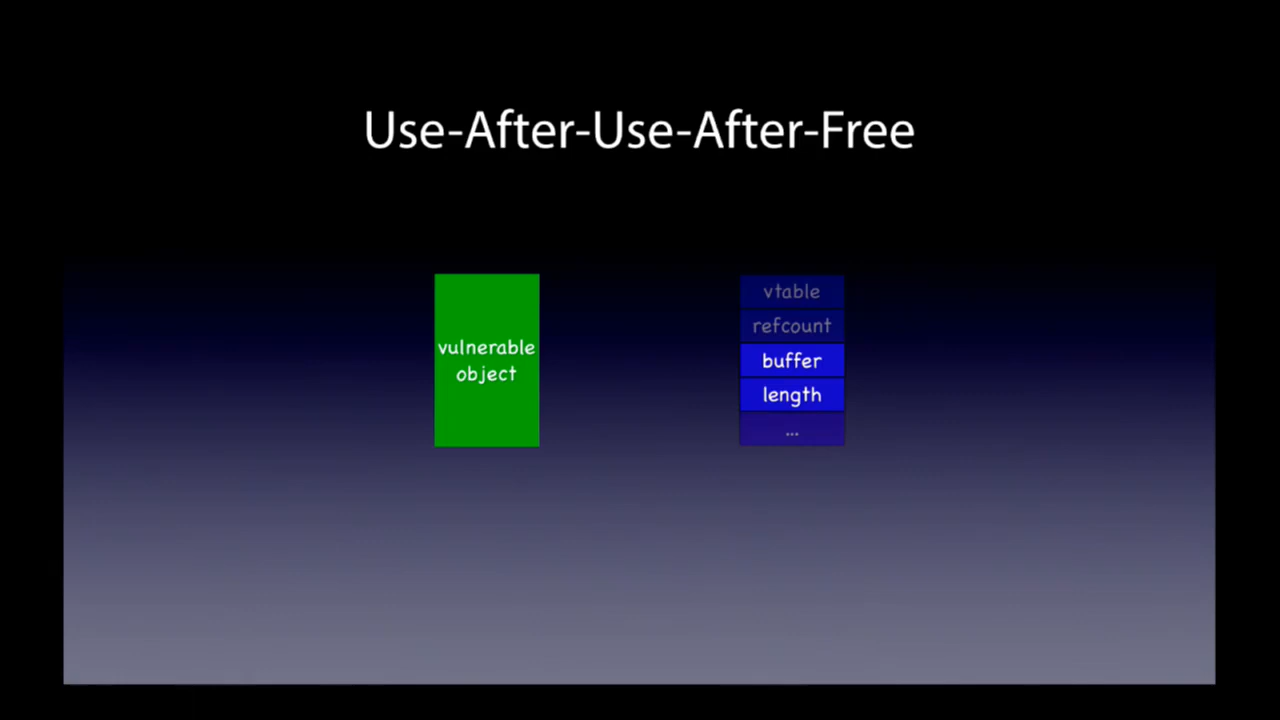 Use-After-Use-After-Free
vulnerable
object
vtable
refcount
buffer
length
...